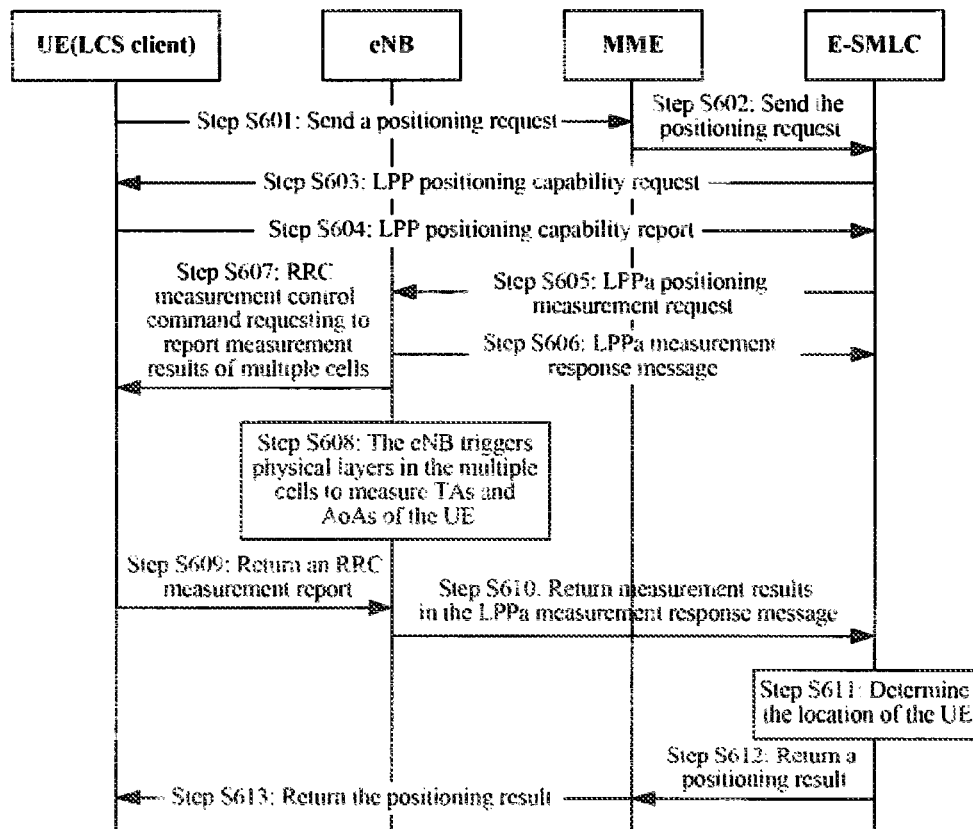 UE(LCS client)
eNB
MME
E-SMLC
Step S601: Send a positioning request
Step S602: Send the
positioning request
Step S603: LPP positioning capability request
Step S604: LPP positioning capability report
Step S607: RRC
measurement control
command requesting to
report measurement
results of multiple cells
Step S605: LPPa positioning
measurement request
Step S606: LPPa measurement
response message
Step S608: The eNB triggers
physical layers in the multiple
cells to measure TAs and
AoAs of the UE
Step S609: Return an RRC
measurement report
Step S610. Return measurement results
in the LPPa measurement response message
Step S611: Determine
the location of the UE
Step S612: Return a
positioning result
Step S613: Return the positioning result